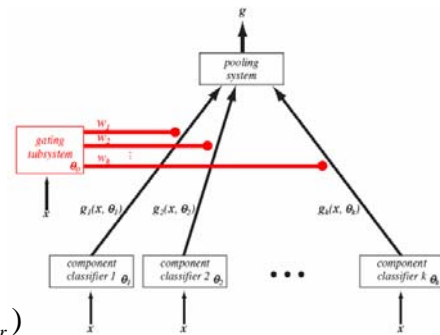 g
pooling
system
w₁
w₂
⋮
wₖ
gating
subsystem
θ₀
x
g₁(x, θ₁)
g₂(x, θ₂)
gₖ(x, θₖ)
component
classifier 1 θ₁
component
classifier 2 θ₂
• • •
component
classifier k θₖ
x
x
x
r )